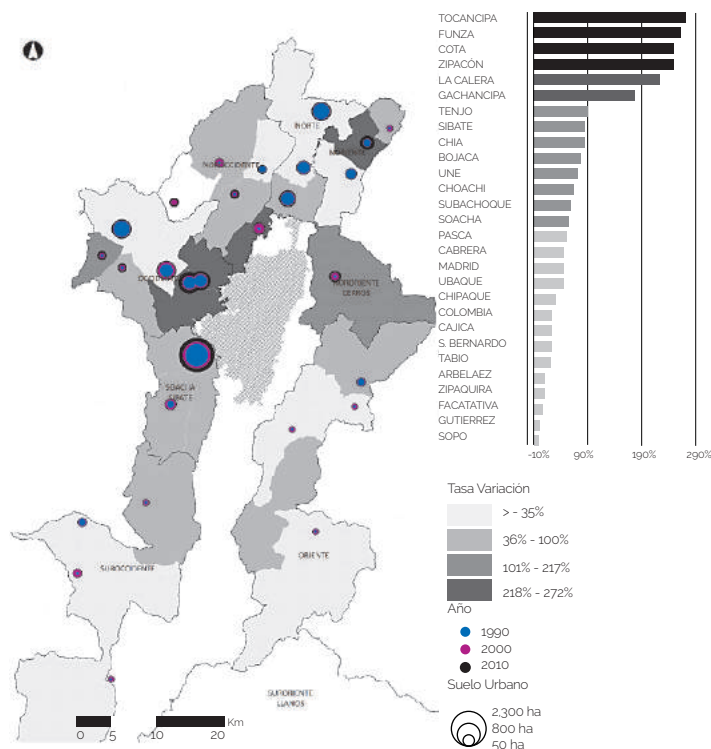 TOCANCIPA
FUNZA
COTA
ZIPACÓN
LA CALERA
GACHANCIPA
TENJO
SIBATE
CHIA
BOJACA
UNE
CHOACHI
SUBACHOQUE
SOACHA
PASCA
CABRERA
MADRID
UBAQUE
CHIPAQUE
COLOMBIA
CAJICA
S. BERNARDO
TABIO
ARBELAEZ
ZIPAQUIRA
FACATATIVA
GUTIERREZ
SOPO
-10% 90% 190% 290%
NORTE
NOROCCIDENTE
OCCIDENTE
NORORIENTE
CERROS
SOACHA
SIBATE
SUROCCIDENTE
ORIENTE
SURORIENTE
LLANOS
0 5 10 20 Km
Tasa Variación
> - 35%
36% - 100%
101% - 217%
218% - 272%
Año
1990
2000
2010
Suelo Urbano
2,300 ha
800 ha
50 ha